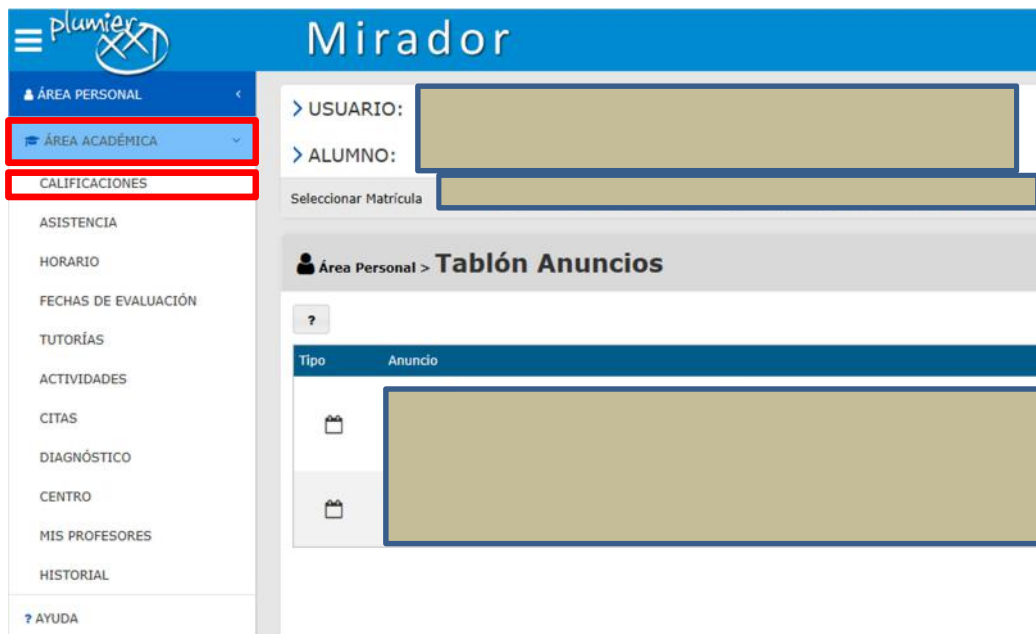 plumier XXI
Mirador
ÁREA PERSONAL
ÁREA ACADÉMICA
CALIFICACIONES
ASISTENCIA
HORARIO
FECHAS DE EVALUACIÓN
TUTORÍAS
ACTIVIDADES
CITAS
DIAGNÓSTICO
CENTRO
MIS PROFESORES
HISTORIAL
? AYUDA
> USUARIO:
> ALUMNO:
Seleccionar Matrícula
Área Personal > Tablón Anuncios
?
Tipo Anuncio